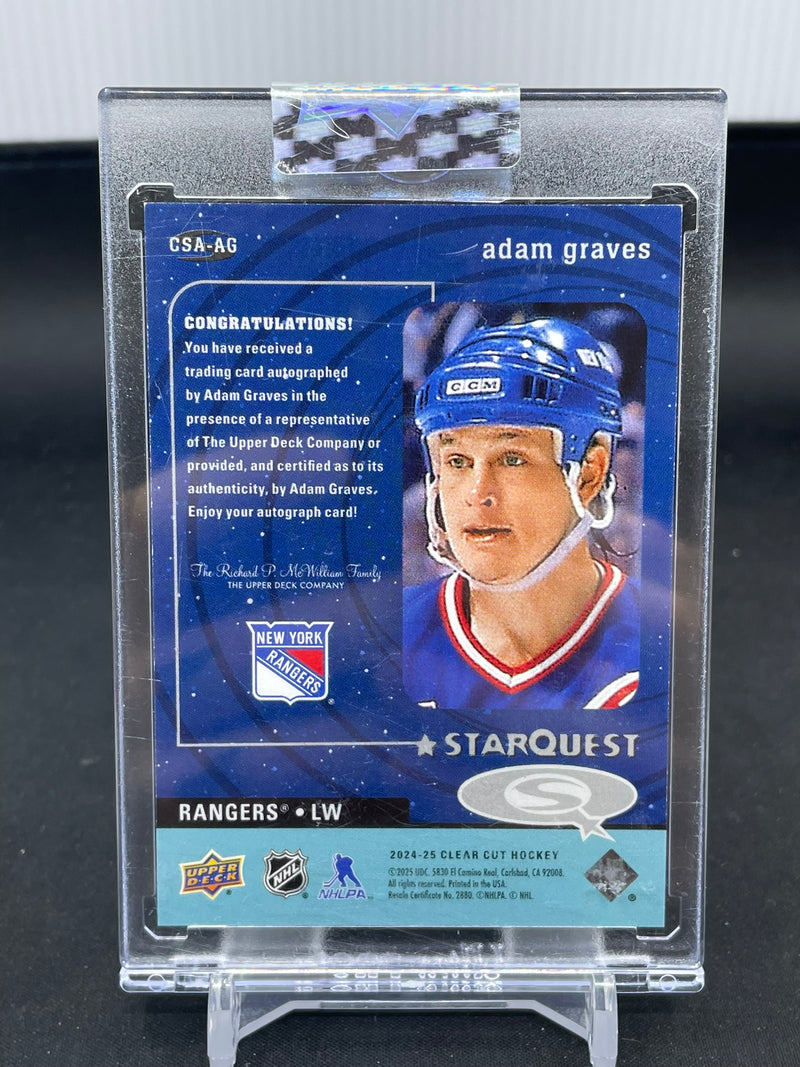 CSA-AG
adam graves
CONGRATULATIONS!
You have received a
trading card autographed
by Adam Graves in the
presence of a representative
of The Upper Deck Company or
provided, and certified as to its
authenticity, by Adam Graves.
Enjoy your autograph card!
The Richard P. McWilliam Family
THE UPPER DECK COMPANY
NEW YORK
RANGERS
®
CCM
STARQUEST
S
RANGERS® • LW
UPPER
DECK
NHL
NHLPA
2024-25 CLEAR CUT HOCKEY
©2025 UDC. 5830 El Camino Real, Carlsbad, CA 92008.
All rights reserved. Printed in the USA.
Resale Certificate No. 2880. ©NHLPA. © NHL.